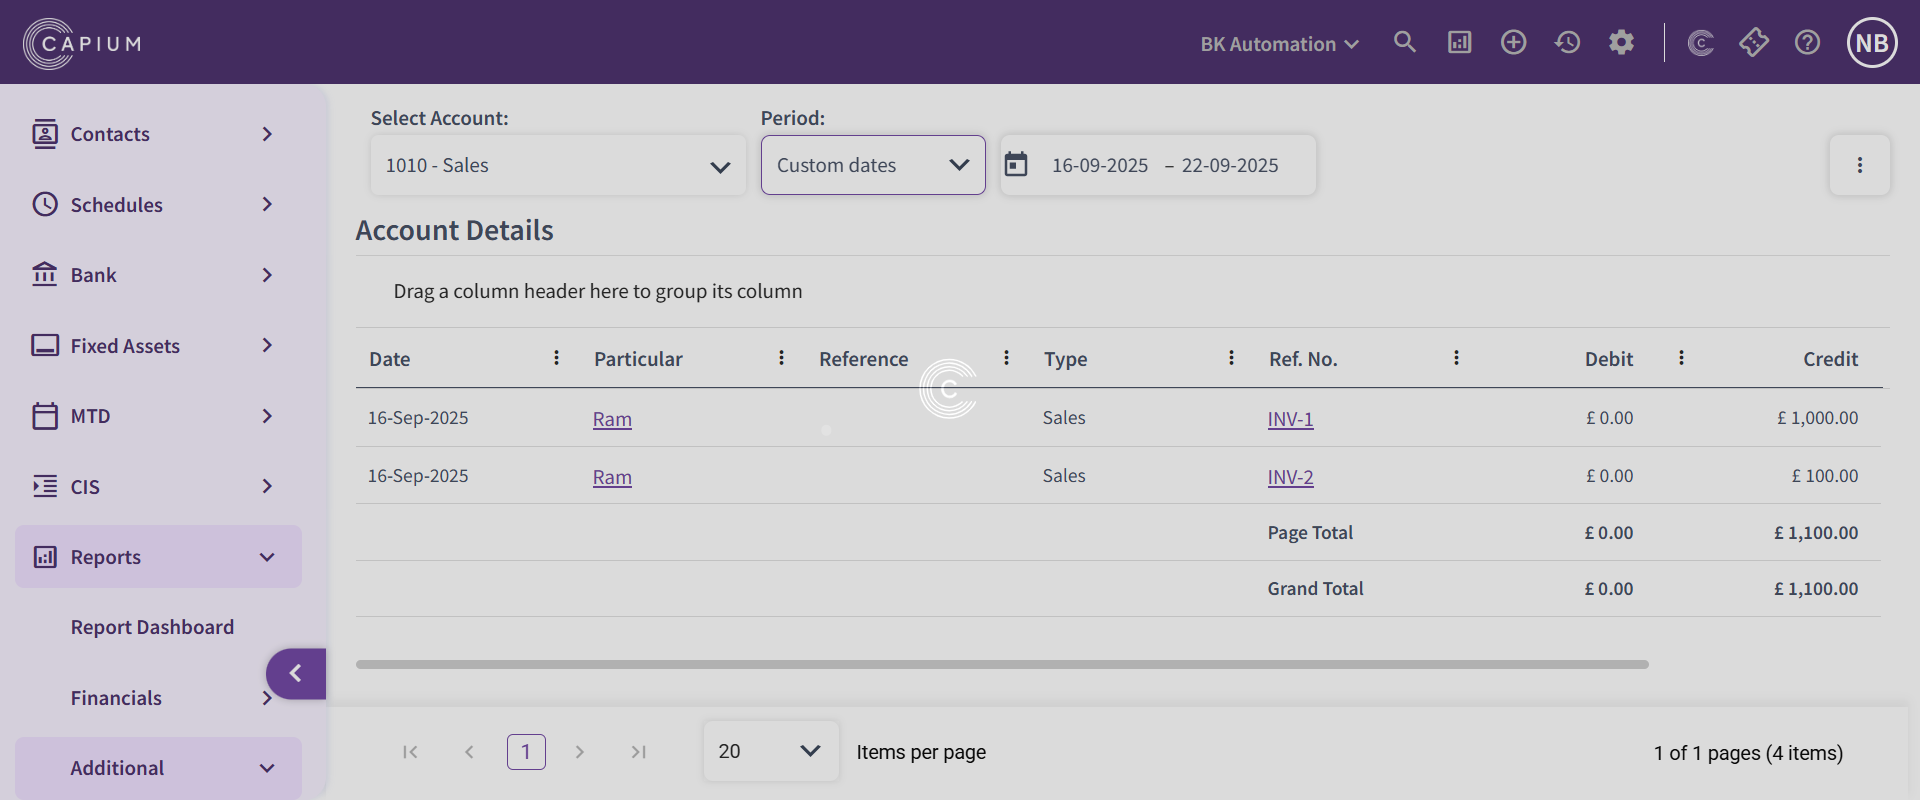 CAPIUM
BK Automation
NB
Contacts
Schedules
Bank
Fixed Assets
MTD
CIS
Reports
Report Dashboard
Financials
Additional
Select Account:
Period:
1010 - Sales
Custom dates
16-09-2025 – 22-09-2025
Account Details
Drag a column header here to group its column
Date Particular Reference Type Ref. No. Debit Credit
16-Sep-2025 Ram Sales INV-1 £ 0.00 £ 1,000.00
16-Sep-2025 Ram Sales INV-2 £ 0.00 £ 100.00
Page Total £ 0.00 £ 1,100.00
Grand Total £ 0.00 £ 1,100.00
1
20
Items per page
1 of 1 pages (4 items)